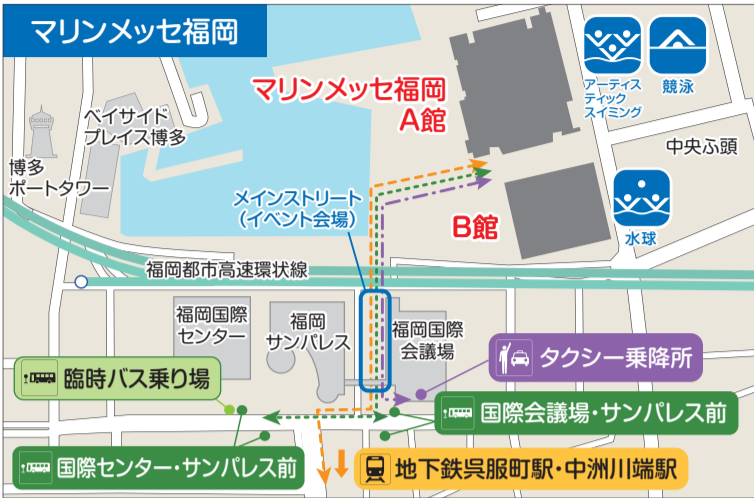 マリンメッセ福岡
アーティス
ティック
スイミング
競泳
マリンメッセ福岡
A館
ベイサイド
プレイス博多
博多
ポートタワー
中央ふ頭
メインストリート
（イベント会場）
B館
水球
福岡都市高速環状線
福岡国際
センター
福岡
サンパレス
福岡国際
会議場
タクシー乗降所
臨時バス乗り場
国際会議場・サンパレス前
国際センター・サンパレス前
地下鉄呉服町駅・中洲川端駅